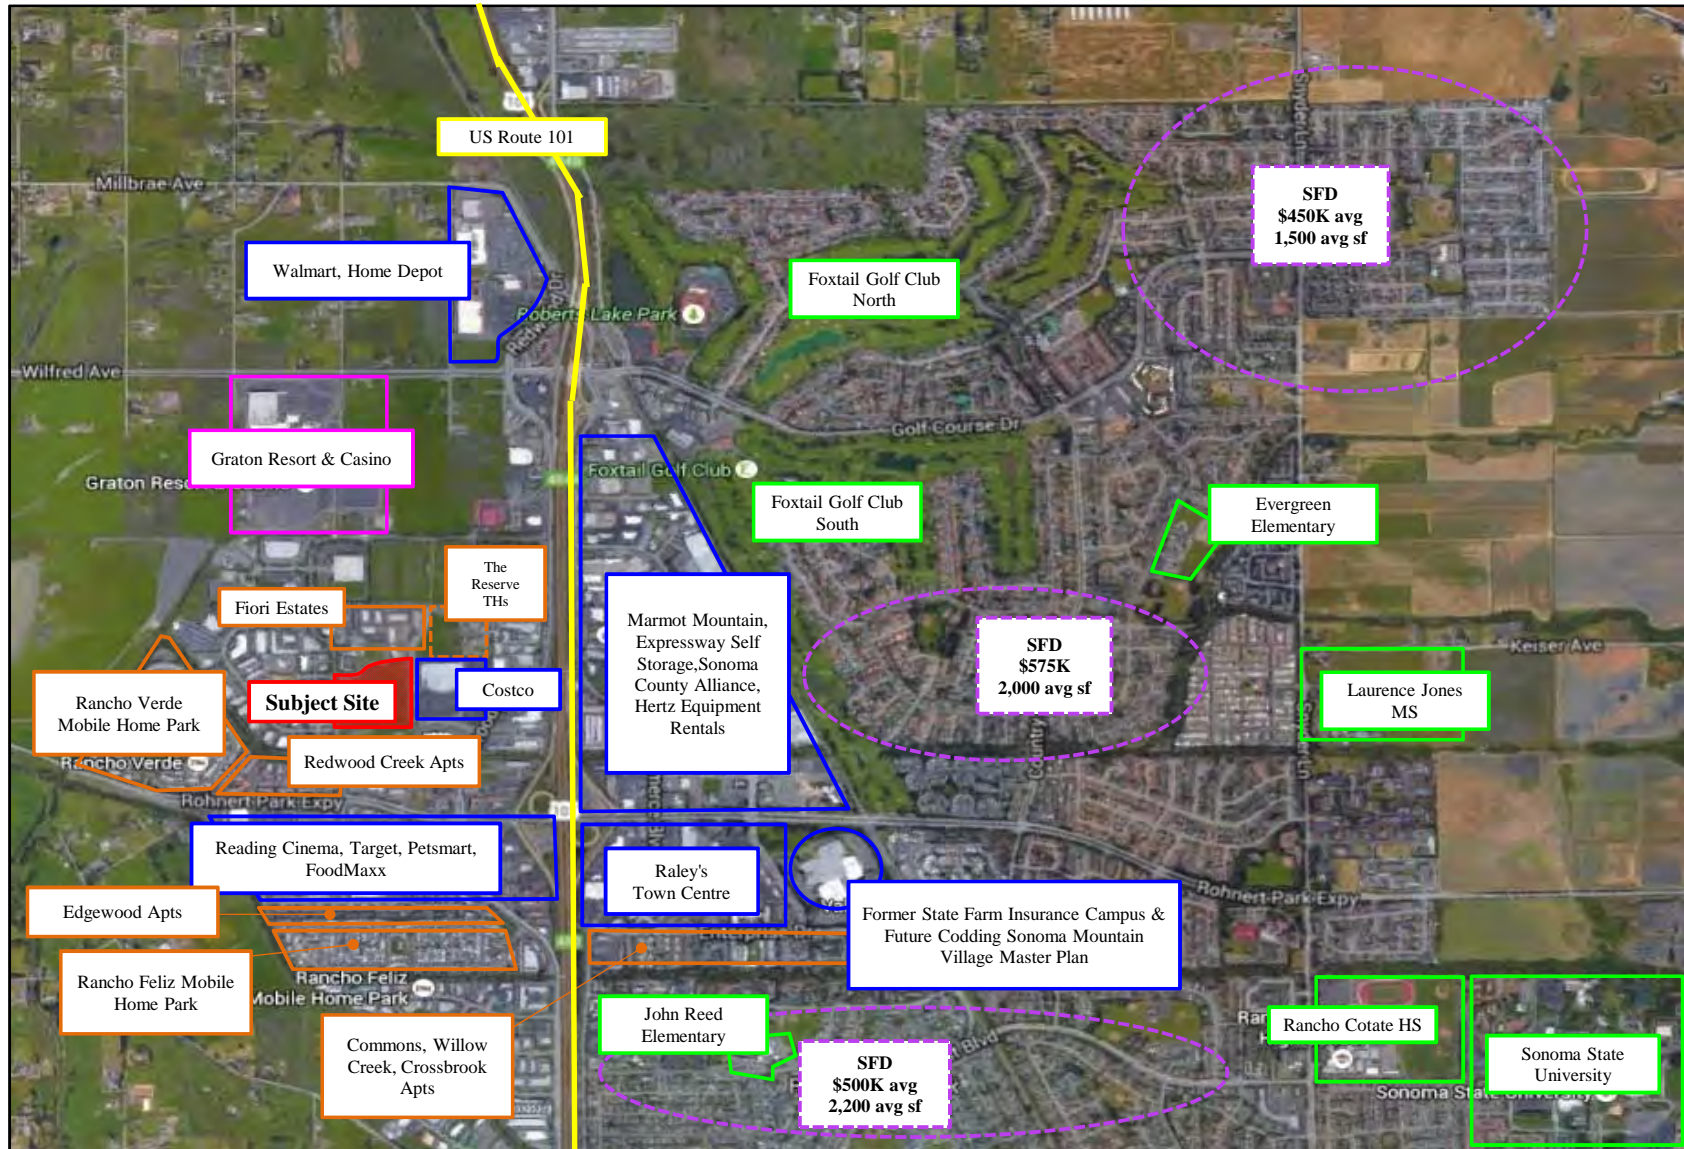 US Route 101
Snyder Ln
Millbrae Ave
SFD
$450K avg
1,500 avg sf
Walmart, Home Depot
Foxtail Golf Club
North
Roberts Lake Park
Wilfred Ave
Golf Course Dr
Graton Resort & Casino
Foxtail Golf Club
Foxtail Golf Club
South
Evergreen
Elementary
The
Reserve
THs
Fiori Estates
Marmot Mountain,
Expressway Self
Storage,Sonoma
County Alliance,
Hertz Equipment
Rentals
SFD
$575K
2,000 avg sf
Keiser Ave
Laurence Jones
MS
Rancho Verde
Mobile Home Park
Subject Site
Costco
Rancho Verde
Redwood Creek Apts
Rohnert Park Expy
Reading Cinema, Target, Petsmart,
FoodMaxx
Raley's
Town Centre
Rohnert Park Expy
Edgewood Apts
Former State Farm Insurance Campus &
Future Codding Sonoma Mountain
Village Master Plan
Rancho Feliz Mobile
Home Park
Rancho Feliz
Mobile Home Park
John Reed
Elementary
Rancho Cotate HS
Commons, Willow
Creek, Crossbrook
Apts
SFD
$500K avg
2,200 avg sf
Sonoma State
University